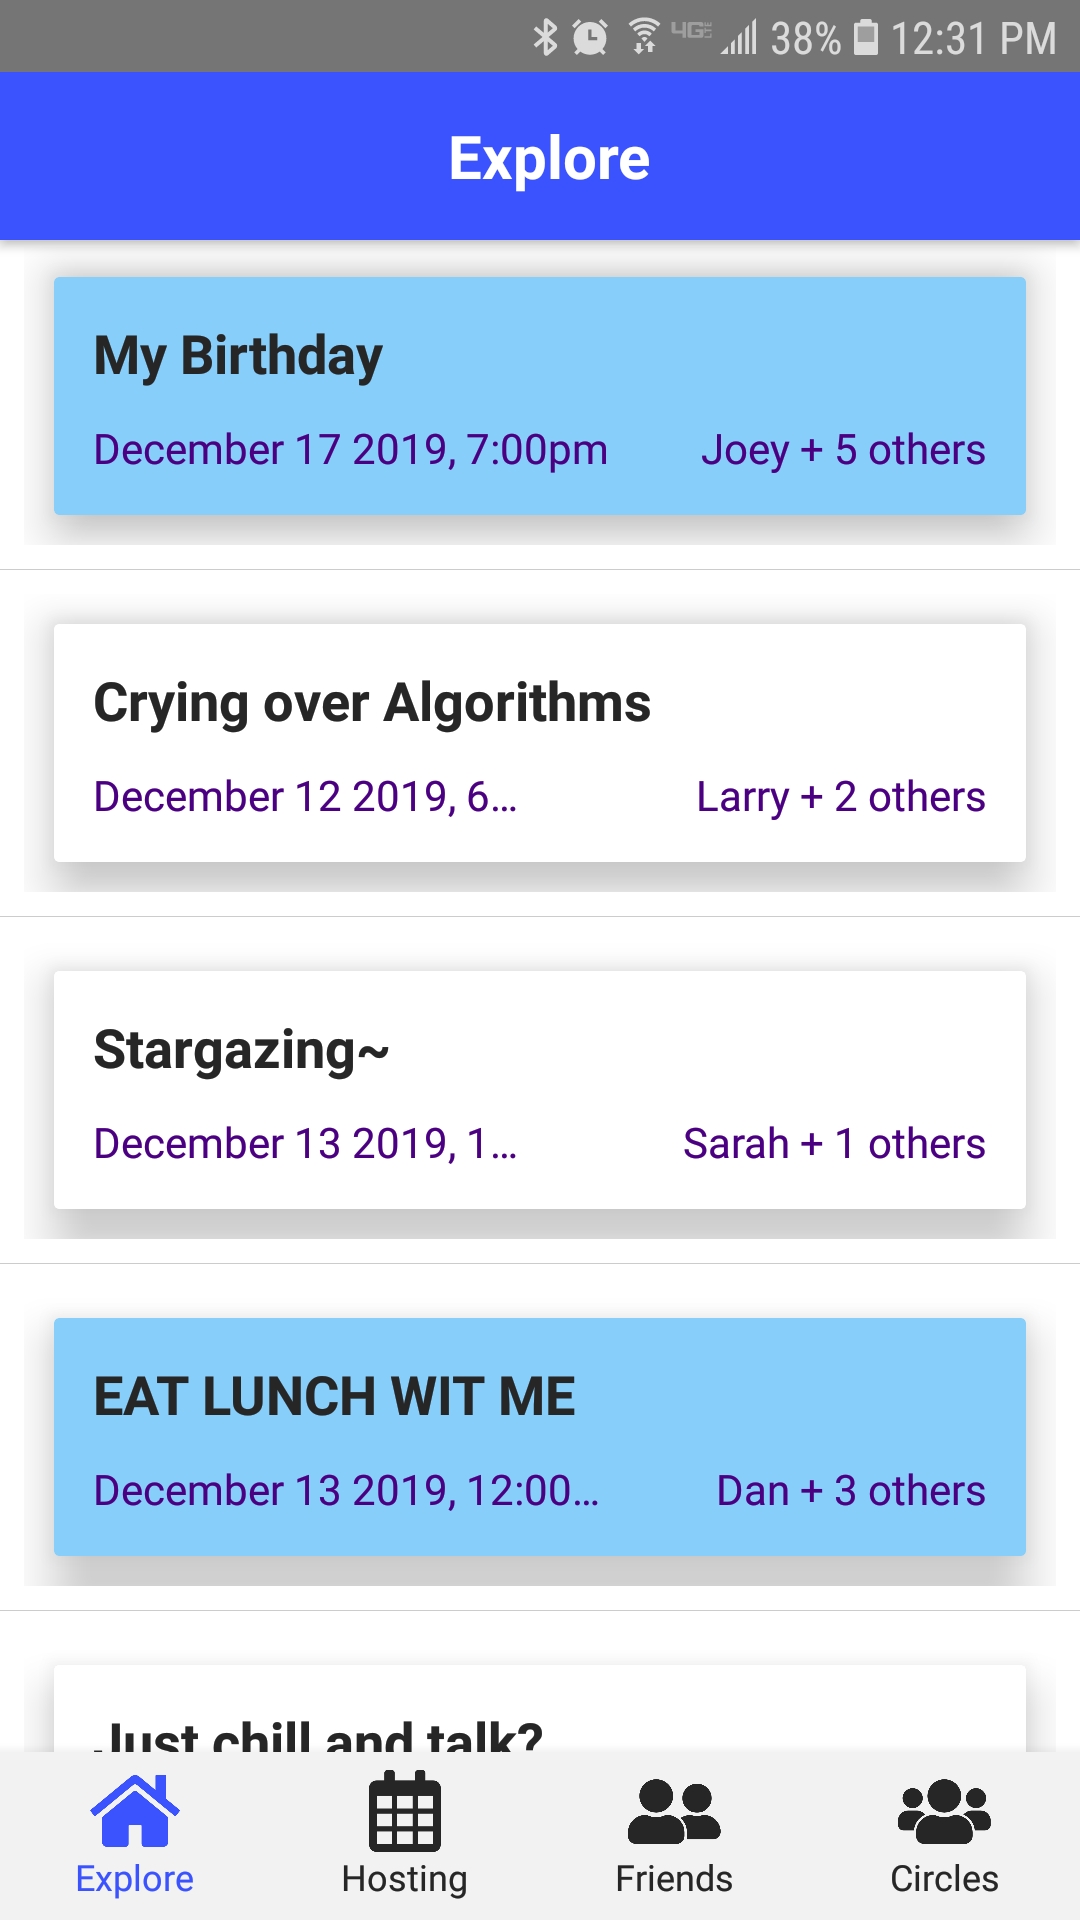 4G 38% 12:31 PM
Explore
My Birthday
December 17 2019, 7:00pm Joey + 5 others
Crying over Algorithms
December 12 2019, 6... Larry + 2 others
Stargazing~
December 13 2019, 1... Sarah + 1 others
EAT LUNCH WIT ME
December 13 2019, 12:00... Dan + 3 others
Just chill and talk?
Explore Hosting Friends Circles